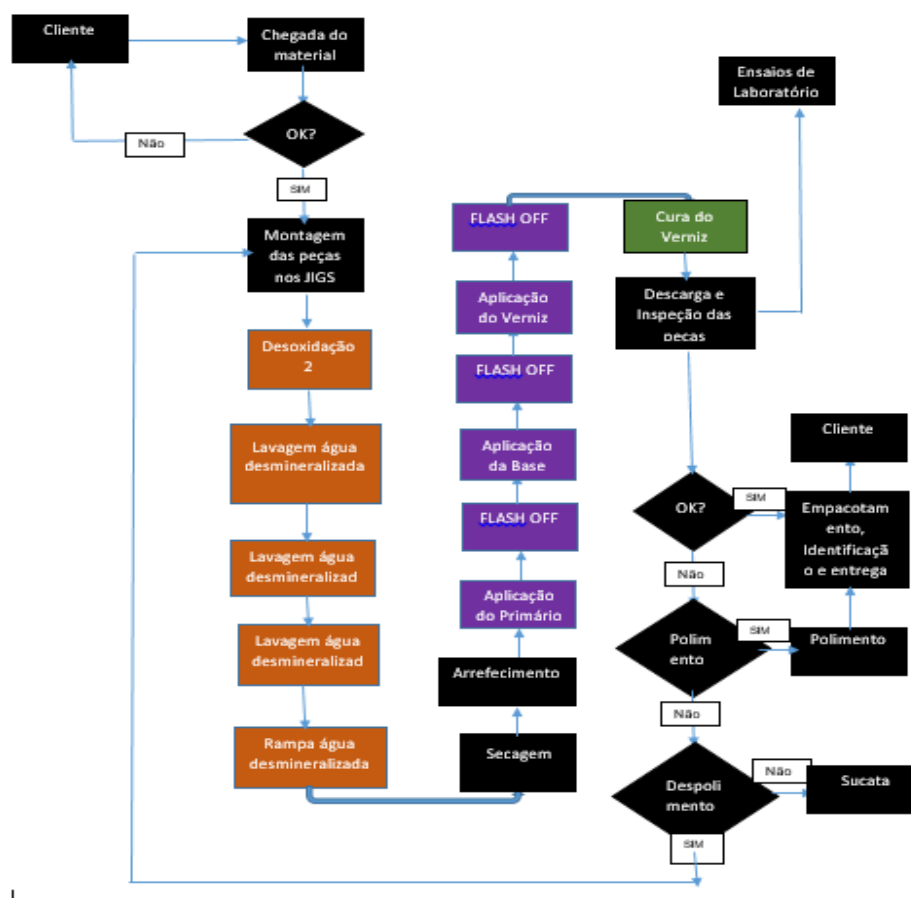 Cliente
Chegada do
material
OK?
Não
SIM
Montagem
das peças
nos JIGS
Desoxidação
2
Lavagem água
desmineralizada
Lavagem água
desmineralizad
Lavagem água
desmineralizad
Rampa água
desmineralizada
Secagem
Arrefecimento
Aplicação
do Primário
FLASH OFF
Aplicação
da Base
FLASH OFF
Aplicação
do Verniz
FLASH OFF
Cura do
Verniz
Descarga e
Inspeção das
peças
Ensaios de
Laboratório
OK?
SIM
Empacotam
ento,
Identificaçã
o e entrega
Cliente
Não
Polim
ento
SIM
Polimento
Não
Despoli
mento
Não
Sucata
SIM